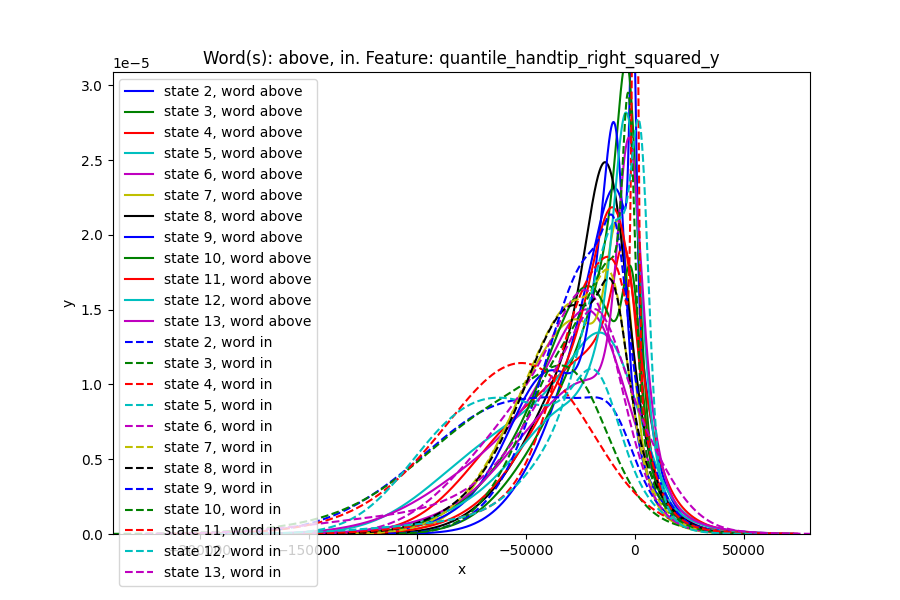 Word(s): above, in. Feature: quantile_handtip_right_squared_y
1e−5
3.0
2.5
2.0
1.5
1.0
0.5
0.0
y
state 2, word above
state 3, word above
state 4, word above
state 5, word above
state 6, word above
state 7, word above
state 8, word above
state 9, word above
state 10, word above
state 11, word above
state 12, word above
state 13, word above
state 2, word in
state 3, word in
state 4, word in
state 5, word in
state 6, word in
state 7, word in
state 8, word in
state 9, word in
state 10, word in
state 11, word in
state 12, word in
state 13, word in
−150000 −100000 −50000 0 50000
x